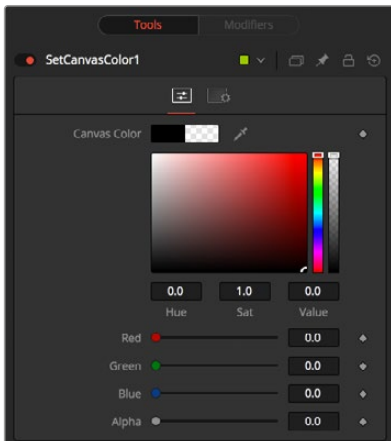 Tools Modifiers
SetCanvasColor1
Canvas Color
0.0 1.0 0.0
Hue Sat Value
Red 0.0
Green 0.0
Blue 0.0
Alpha 0.0